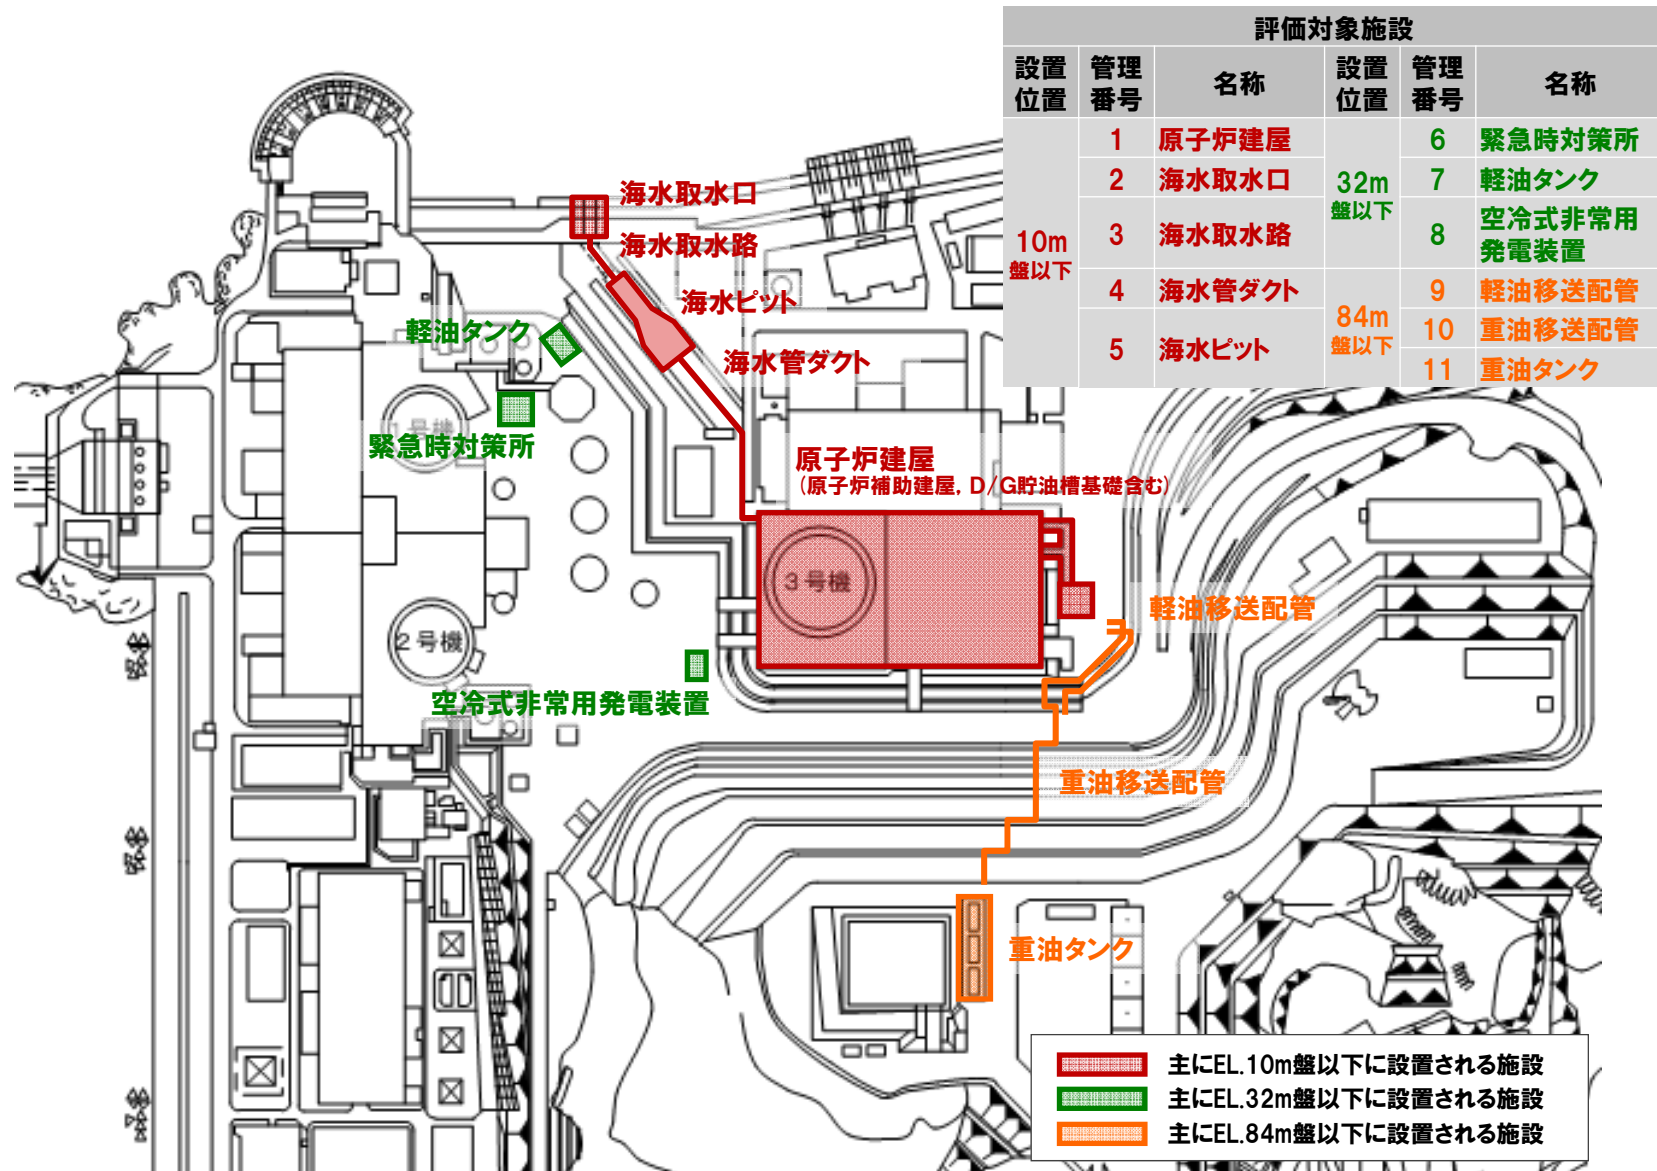 評価対象施設
設置位置 管理番号 名称 設置位置 管理番号 名称
10m盤以下
1 原子炉建屋
2 海水取水口
3 海水取水路
4 海水管ダクト
5 海水ピット
32m盤以下
6 緊急時対策所
7 軽油タンク
8 空冷式非常用発電装置
84m盤以下
9 軽油移送配管
10 重油移送配管
11 重油タンク
海水取水口
海水取水路
海水ピット
軽油タンク
海水管ダクト
1号機
緊急時対策所
原子炉建屋
(原子炉補助建屋, D/G貯油槽基礎含む)
3号機
軽油移送配管
2号機
空冷式非常用発電装置
重油移送配管
重油タンク
主にEL.10m盤以下に設置される施設
主にEL.32m盤以下に設置される施設
主にEL.84m盤以下に設置される施設